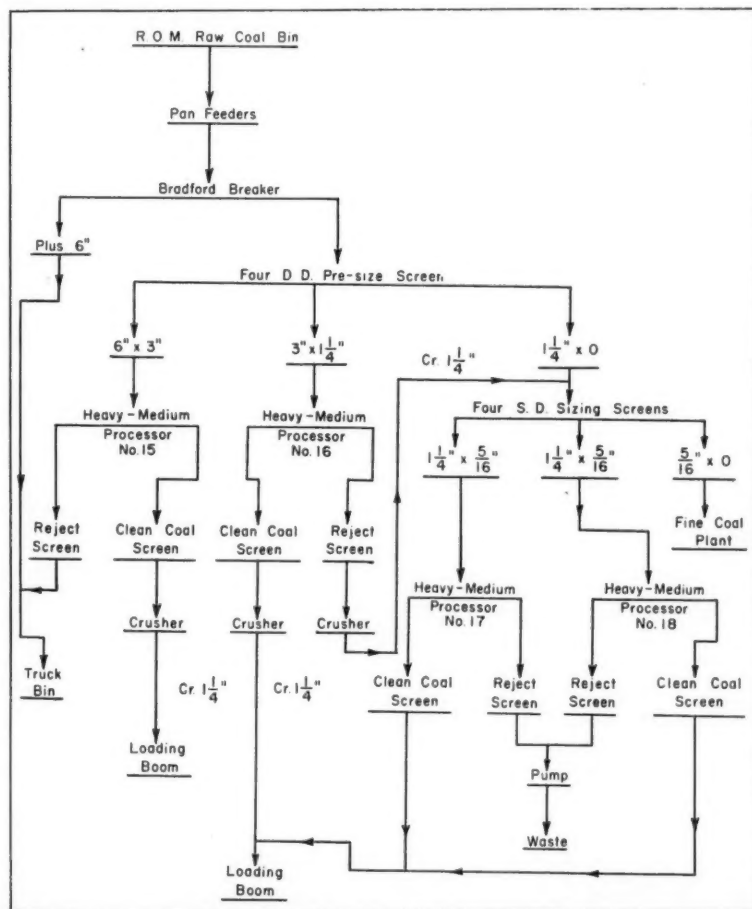 R. O. M. Raw Coal Bin
Pan Feeders
Bradford Breaker
Plus 6"
Four D. D. Pre-size Screen
6" x 3"
3" x 1 1/4"
1 1/4" x 0
Cr. 1 1/4"
Heavy-Medium
Processor
No. 15
Heavy-Medium
Processor
No. 16
Four S. D. Sizing Screens
1 1/4" x 5/16"
1 1/4" x 5/16"
5/16" x 0
Reject
Screen
Clean Coal
Screen
Clean Coal
Screen
Reject
Screen
Fine Coal
Plant
Crusher
Crusher
Crusher
Heavy-Medium
Processor
No. 17
Heavy-Medium
Processor
No. 18
Truck
Bin
Cr. 1 1/4"
Cr. 1 1/4"
Clean Coal
Screen
Reject
Screen
Reject
Screen
Clean Coal
Screen
Loading
Boom
Pump
Waste
Loading
Boom